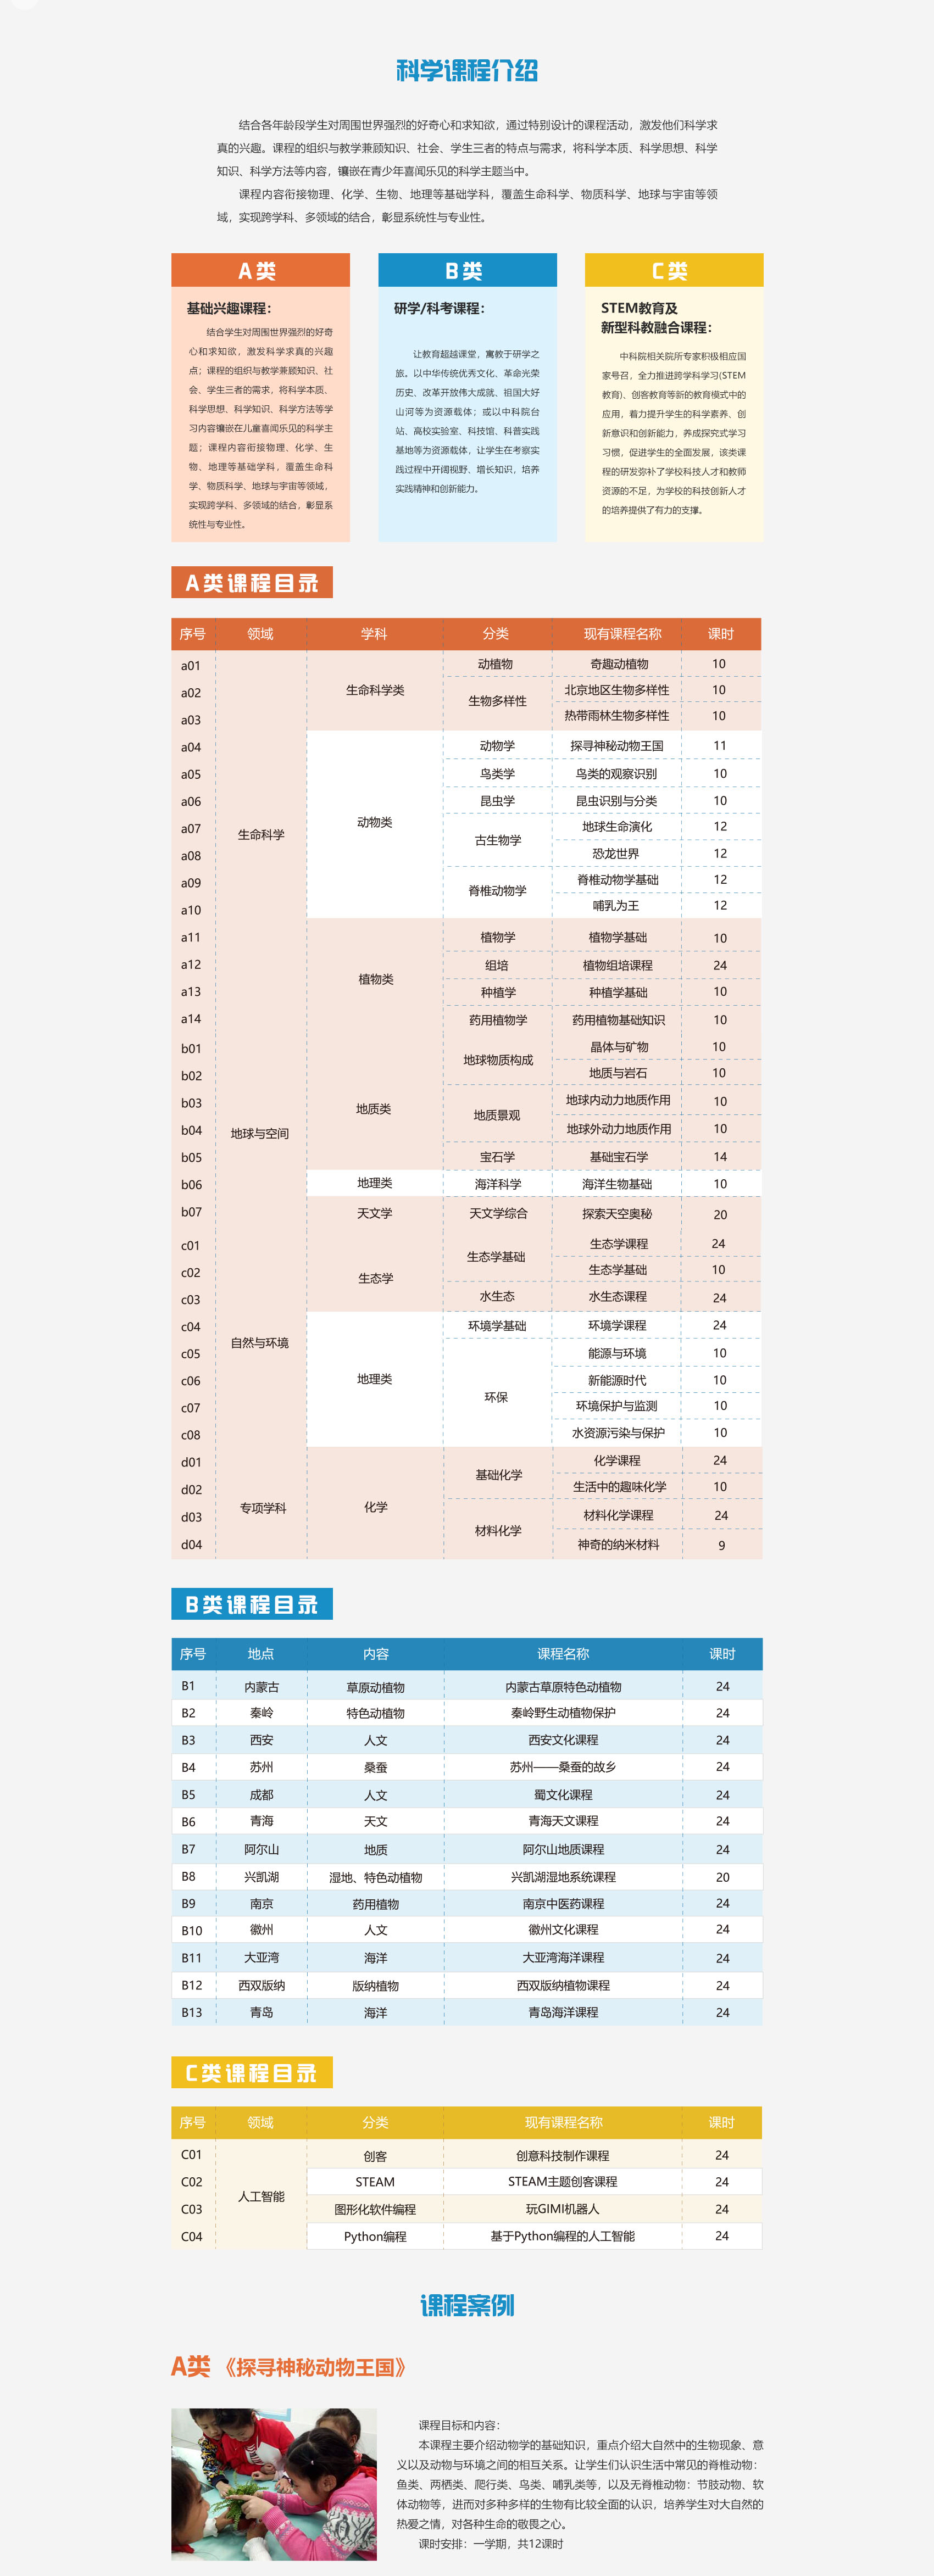 科学课程介绍
结合各年龄段学生对周围世界强烈的好奇心和求知欲，通过特别设计的课程活动，激发他们科学求
真的兴趣。课程的组织与教学兼顾知识、社会、学生三者的特点与需求，将科学本质、科学思想、科学
知识、科学方法等内容，镶嵌在青少年喜闻乐见的科学主题当中。
课程内容衔接物理、化学、生物、地理等基础学科，覆盖生命科学、物质科学、地球与宇宙等领
域，实现跨学科、多领域的结合，彰显系统性与专业性。
A类
基础兴趣课程：
结合学生对周围世界强烈的好奇
心和求知欲，激发科学求真的兴趣
点；课程的组织与教学兼顾知识、社
会、学生三者的需求，将科学本质、
科学思想、科学知识、科学方法等学
习内容镶嵌在儿童喜闻乐见的科学主
题；课程内容衔接物理、化学、生
物、地理等基础学科，覆盖生命科
学、物质科学、地球与宇宙等领域，
实现跨学科、多领域的结合，彰显系
统性与专业性。
B类
研学/科考课程：
让教育超越课堂，寓教于研学之
旅。以中华传统优秀文化、革命光荣
历史、改革开放伟大成就、祖国大好
山河等为资源载体；或以中科院台
站、高校实验室、科技馆、科普实践
基地等为资源载体，让学生在考察实
践过程中开阔视野、增长知识，培养
实践精神和创新能力。
C类
STEM教育及
新型科教融合课程：
中科院相关院所专家积极相应国
家号召，全力推进跨学科学习(STEM
教育)、创客教育等新的教育模式中的
应用，着力提升学生的科学素养、创
新意识和创新能力，养成探究式学习
习惯，促进学生的全面发展，该类课
程的研发弥补了学校科技人才和教师
资源的不足，为学校的科技创新人才
的培养提供了有力的支撑。
A类课程目录
序号 领域 学科 分类 现有课程名称 课时
a01 生命科学 生命科学类 动植物 奇趣动植物 10
a02 生物多样性 北京地区生物多样性 10
a03 热带雨林生物多样性 10
a04 动物类 动物学 探寻神秘动物王国 11
a05 鸟类学 鸟类的观察识别 10
a06 昆虫学 昆虫识别与分类 10
a07 古生物学 地球生命演化 12
a08 恐龙世界 12
a09 脊椎动物学 脊椎动物学基础 12
a10 哺乳为王 12
a11 植物类 植物学 植物学基础 10
a12 组培 植物组培课程 24
a13 种植学 种植学基础 10
a14 药用植物学 药用植物基础知识 10
b01 地球与空间 地质类 地球物质构成 晶体与矿物 10
b02 地质与岩石 10
b03 地质景观 地球内动力地质作用 10
b04 地球外动力地质作用 10
b05 宝石学 基础宝石学 14
b06 地理类 海洋科学 海洋生物基础 10
b07 天文学 天文学综合 探索天空奥秘 20
c01 自然与环境 生态学 生态学基础 生态学课程 24
c02 生态学基础 10
c03 水生态 水生态课程 24
c04 地理类 环境学基础 环境学课程 24
c05 环保 能源与环境 10
c06 新能源时代 10
c07 环境保护与监测 10
c08 水资源污染与保护 10
d01 专项学科 化学 基础化学 化学课程 24
d02 生活中的趣味化学 10
d03 材料化学 材料化学课程 24
d04 神奇的纳米材料 9
B类课程目录
序号 地点 内容 课程名称 课时
B1 内蒙古 草原动植物 内蒙古草原特色动植物 24
B2 秦岭 特色动植物 秦岭野生动植物保护 24
B3 西安 人文 西安文化课程 24
B4 苏州 桑蚕 苏州——桑蚕的故乡 24
B5 成都 人文 蜀文化课程 24
B6 青海 天文 青海天文课程 24
B7 阿尔山 地质 阿尔山地质课程 24
B8 兴凯湖 湿地、特色动植物 兴凯湖湿地系统课程 20
B9 南京 药用植物 南京中医药课程 24
B10 徽州 人文 徽州文化课程 24
B11 大亚湾 海洋 大亚湾海洋课程 24
B12 西双版纳 版纳植物 西双版纳植物课程 24
B13 青岛 海洋 青岛海洋课程 24
C类课程目录
序号 领域 分类 现有课程名称 课时
C01 人工智能 创客 创意科技制作课程 24
C02 STEAM STEAM主题创客课程 24
C03 图形化软件编程 玩GIMI机器人 24
C04 Python编程 基于Python编程的人工智能 24
课程案例
A类《探寻神秘动物王国》
课程目标和内容：
本课程主要介绍动物学的基础知识，重点介绍大自然中的生物现象、意
义以及动物与环境之间的相互关系。让学生们认识生活中常见的脊椎动物：
鱼类、两栖类、爬行类、鸟类、哺乳类等，以及无脊椎动物：节肢动物、软
体动物等，进而对多种多样的生物有比较全面的认识，培养学生对大自然的
热爱之情，对各种生命的敬畏之心。
课时安排：一学期，共12课时